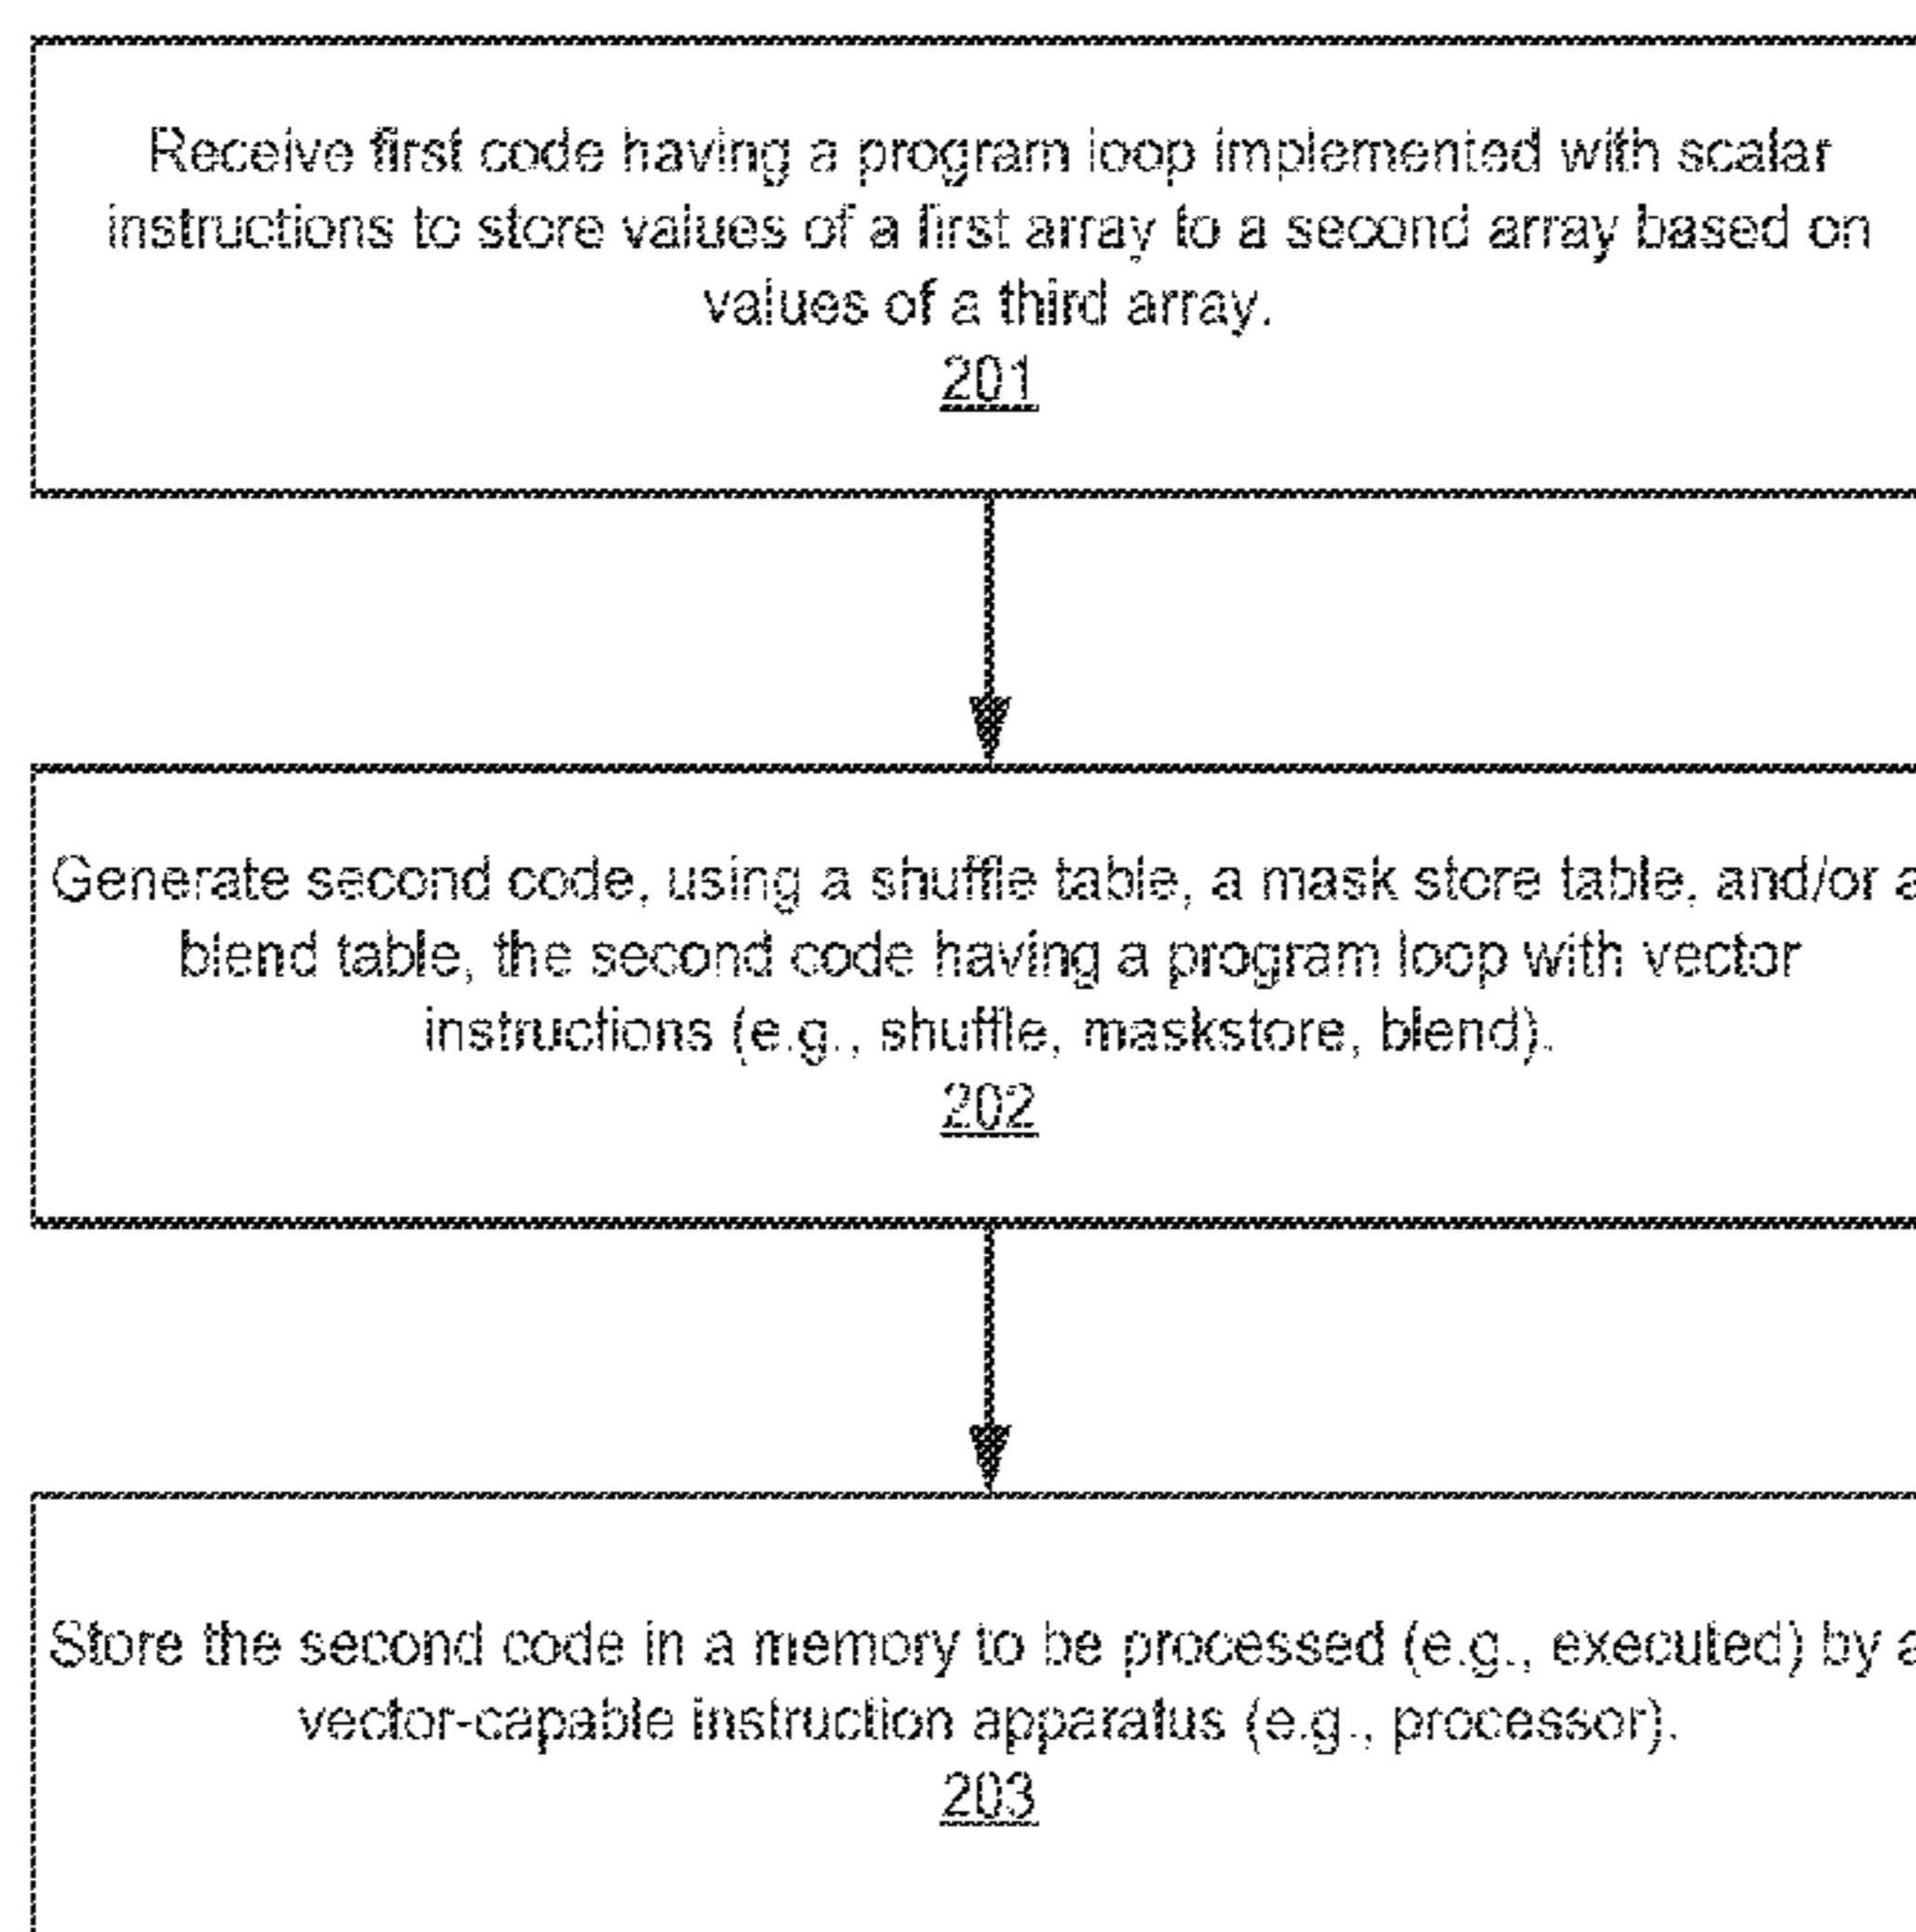 Receive first code having a program loop implemented with scalar
instructions to store values of a first array to a second array based on
values of a third array.
201
Generate second code, using a shuffle table, a mask store table, and/or a
blend table, the second code having a program loop with vector
instructions (e.g., shuffle, maskstore, blend).
202
Store the second code in a memory to be processed (e.g., executed) by a
vector-capable instruction apparatus (e.g., processor).
203